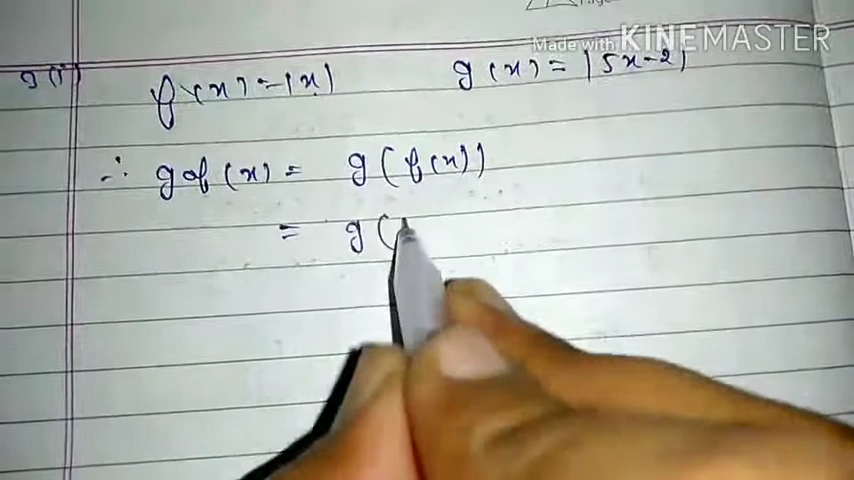 Made with KINEMASTER
f(x) = |x| g(x) = |5x-2|
∴ gof(x) = g(f(x))
= g(